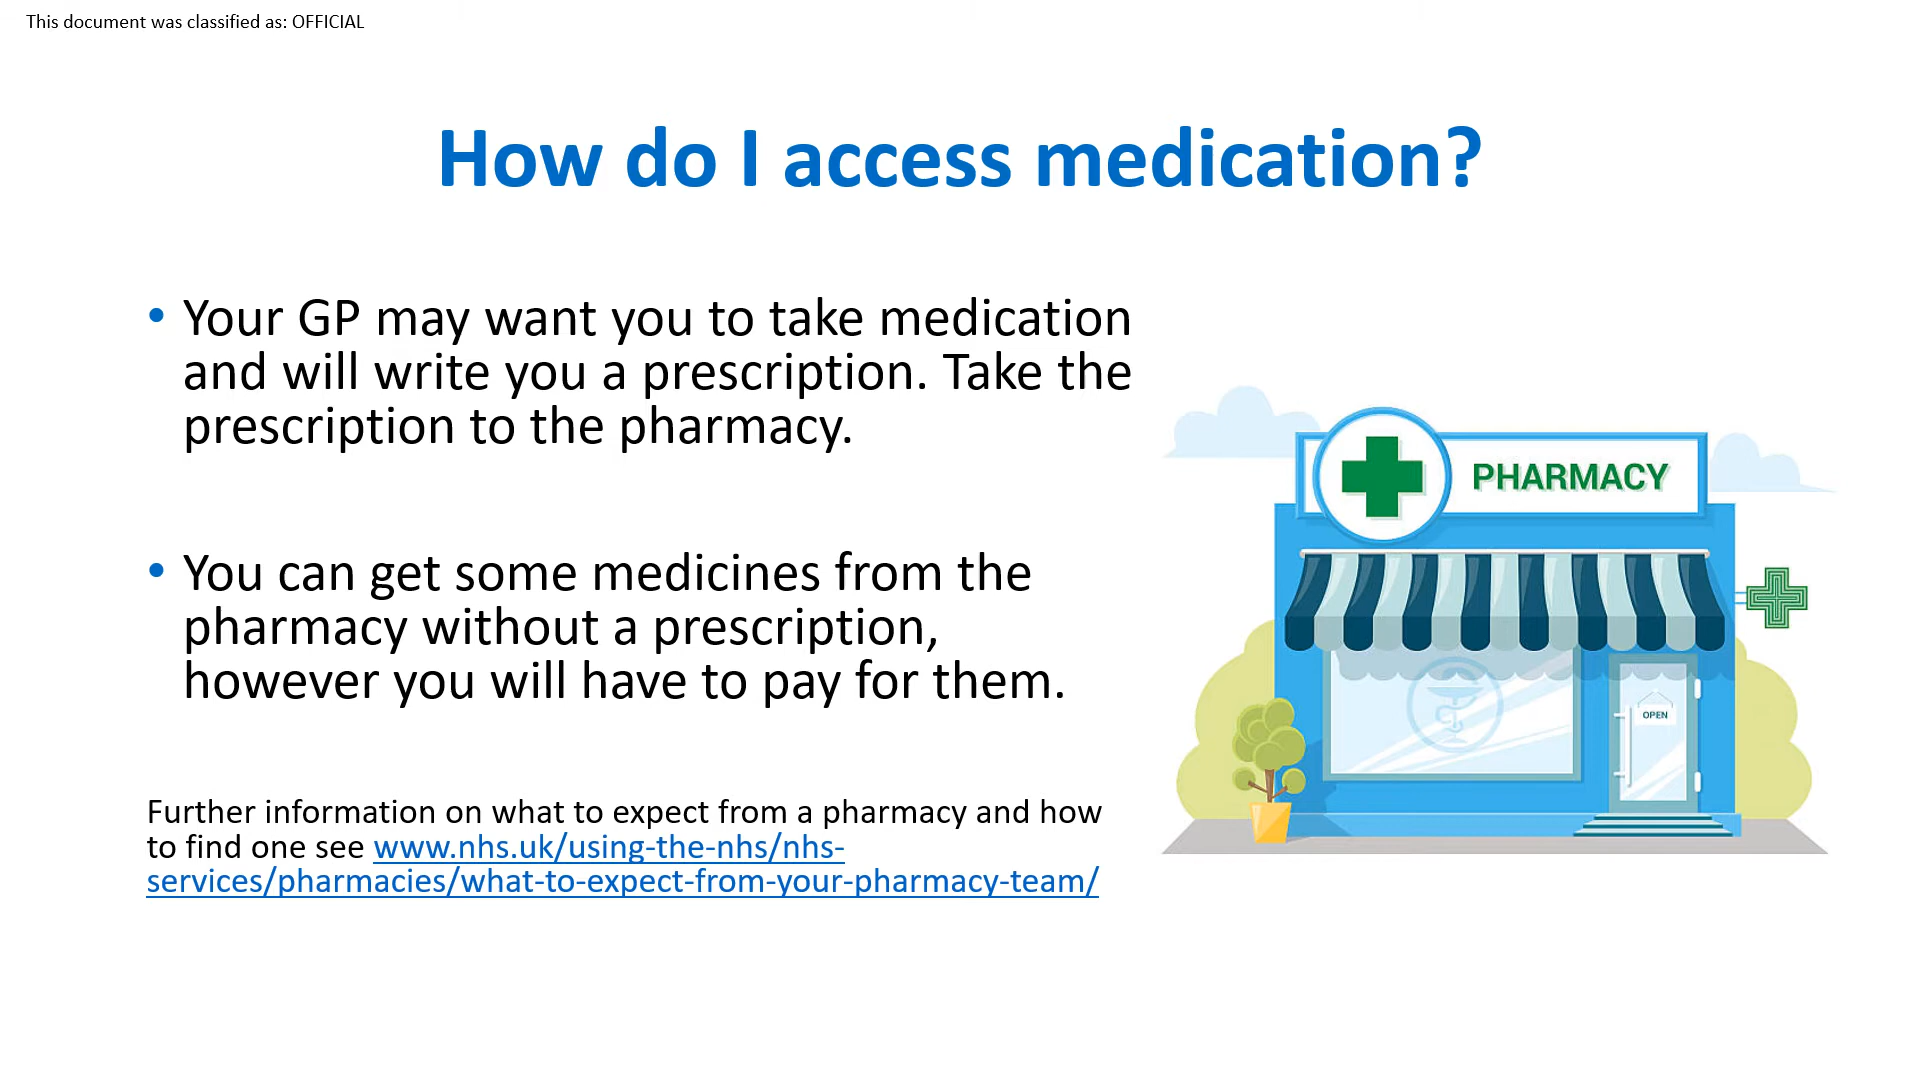 This document was classified as: OFFICIAL
How do I access medication?
• Your GP may want you to take medication
and will write you a prescription. Take the
prescription to the pharmacy.
• You can get some medicines from the
pharmacy without a prescription,
however you will have to pay for them.
Further information on what to expect from a pharmacy and how
to find one see www.nhs.uk/using-the-nhs/nhs-
services/pharmacies/what-to-expect-from-your-pharmacy-team/
PHARMACY
OPEN